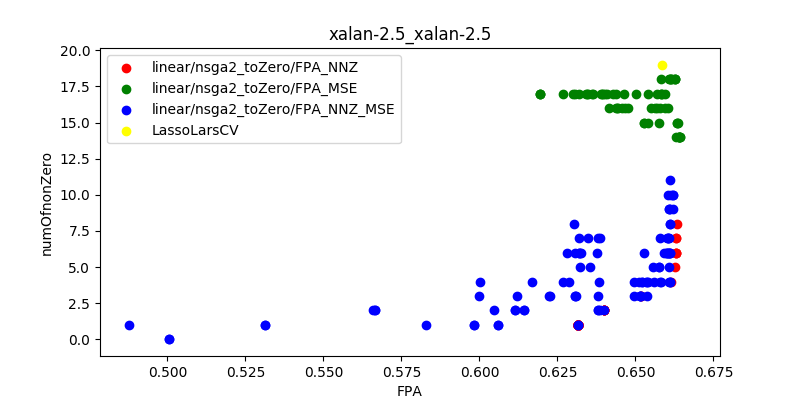 xalan-2.5_xalan-2.5
linear/nsga2_toZero/FPA_NNZ
linear/nsga2_toZero/FPA_MSE
linear/nsga2_toZero/FPA_NNZ_MSE
LassoLarsCV
numOfnonZero
20.0
17.5
15.0
12.5
10.0
7.5
5.0
2.5
0.0
0.500 0.525 0.550 0.575 0.600 0.625 0.650 0.675
FPA